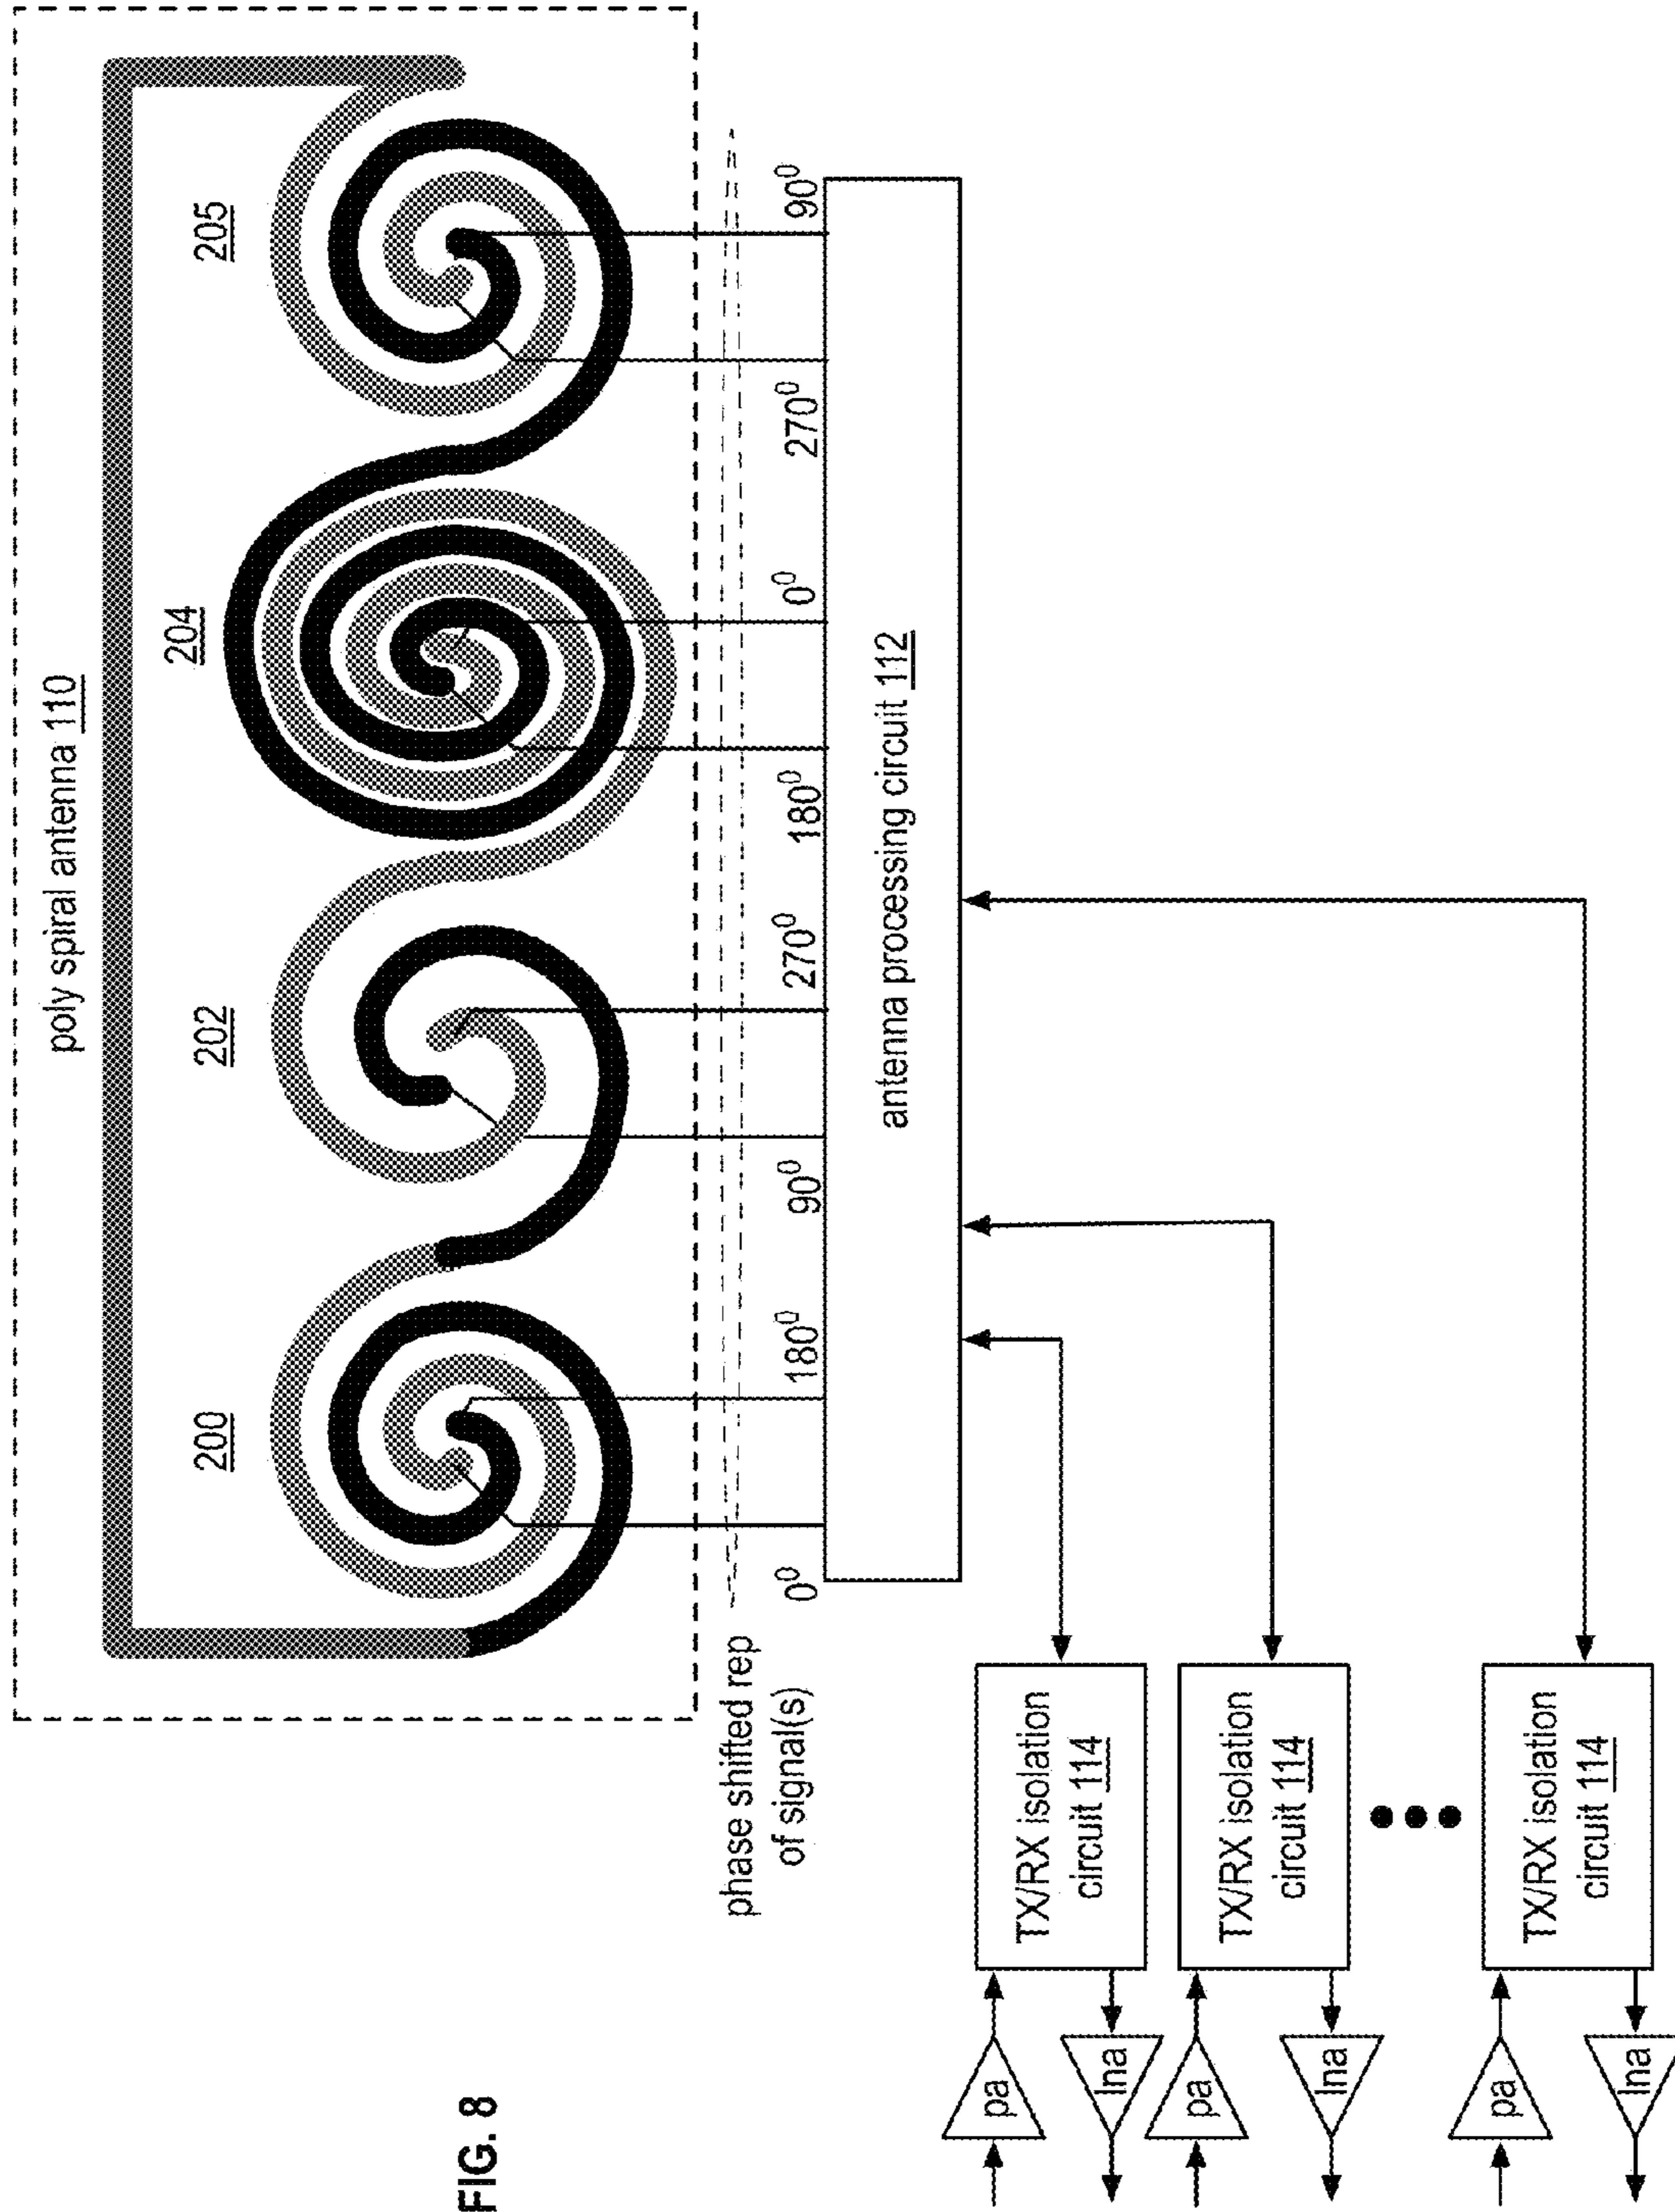 poly spiral antenna 110
200
202
204
205
FIG. 8
phase shifted rep
of signal(s)
0⁰
180⁰
90⁰
270⁰
180⁰
0⁰
270⁰
90⁰
antenna processing circuit 112
pa
lna
TX/RX isolation
circuit 114
pa
lna
TX/RX isolation
circuit 114
pa
lna
TX/RX isolation
circuit 114